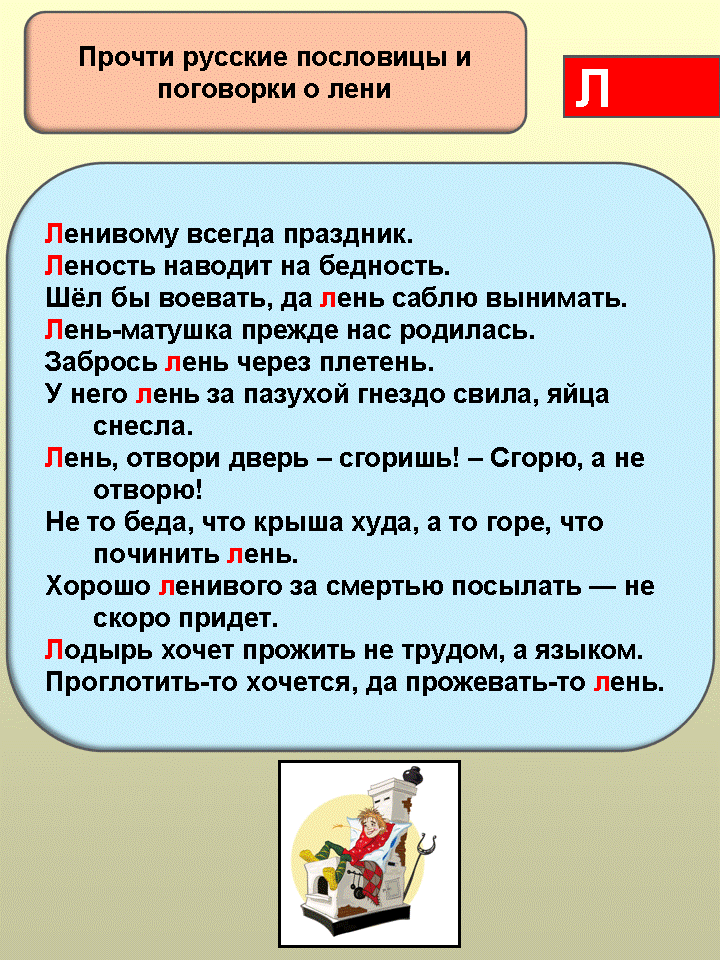 Прочти русские пословицы и
поговорки о лени
Л
Ленивому всегда праздник.
Леность наводит на бедность.
Шёл бы воевать, да лень саблю вынимать.
Лень-матушка прежде нас родилась.
Забрось лень через плетень.
У него лень за пазухой гнездо свила, яйца
снесла.
Лень, отвори дверь – сгоришь! – Сгорю, а не
отворю!
Не то беда, что крыша худа, а то горе, что
починить лень.
Хорошо ленивого за смертью посылать — не
скоро придет.
Лодырь хочет прожить не трудом, а языком.
Проглотить-то хочется, да прожевать-то лень.